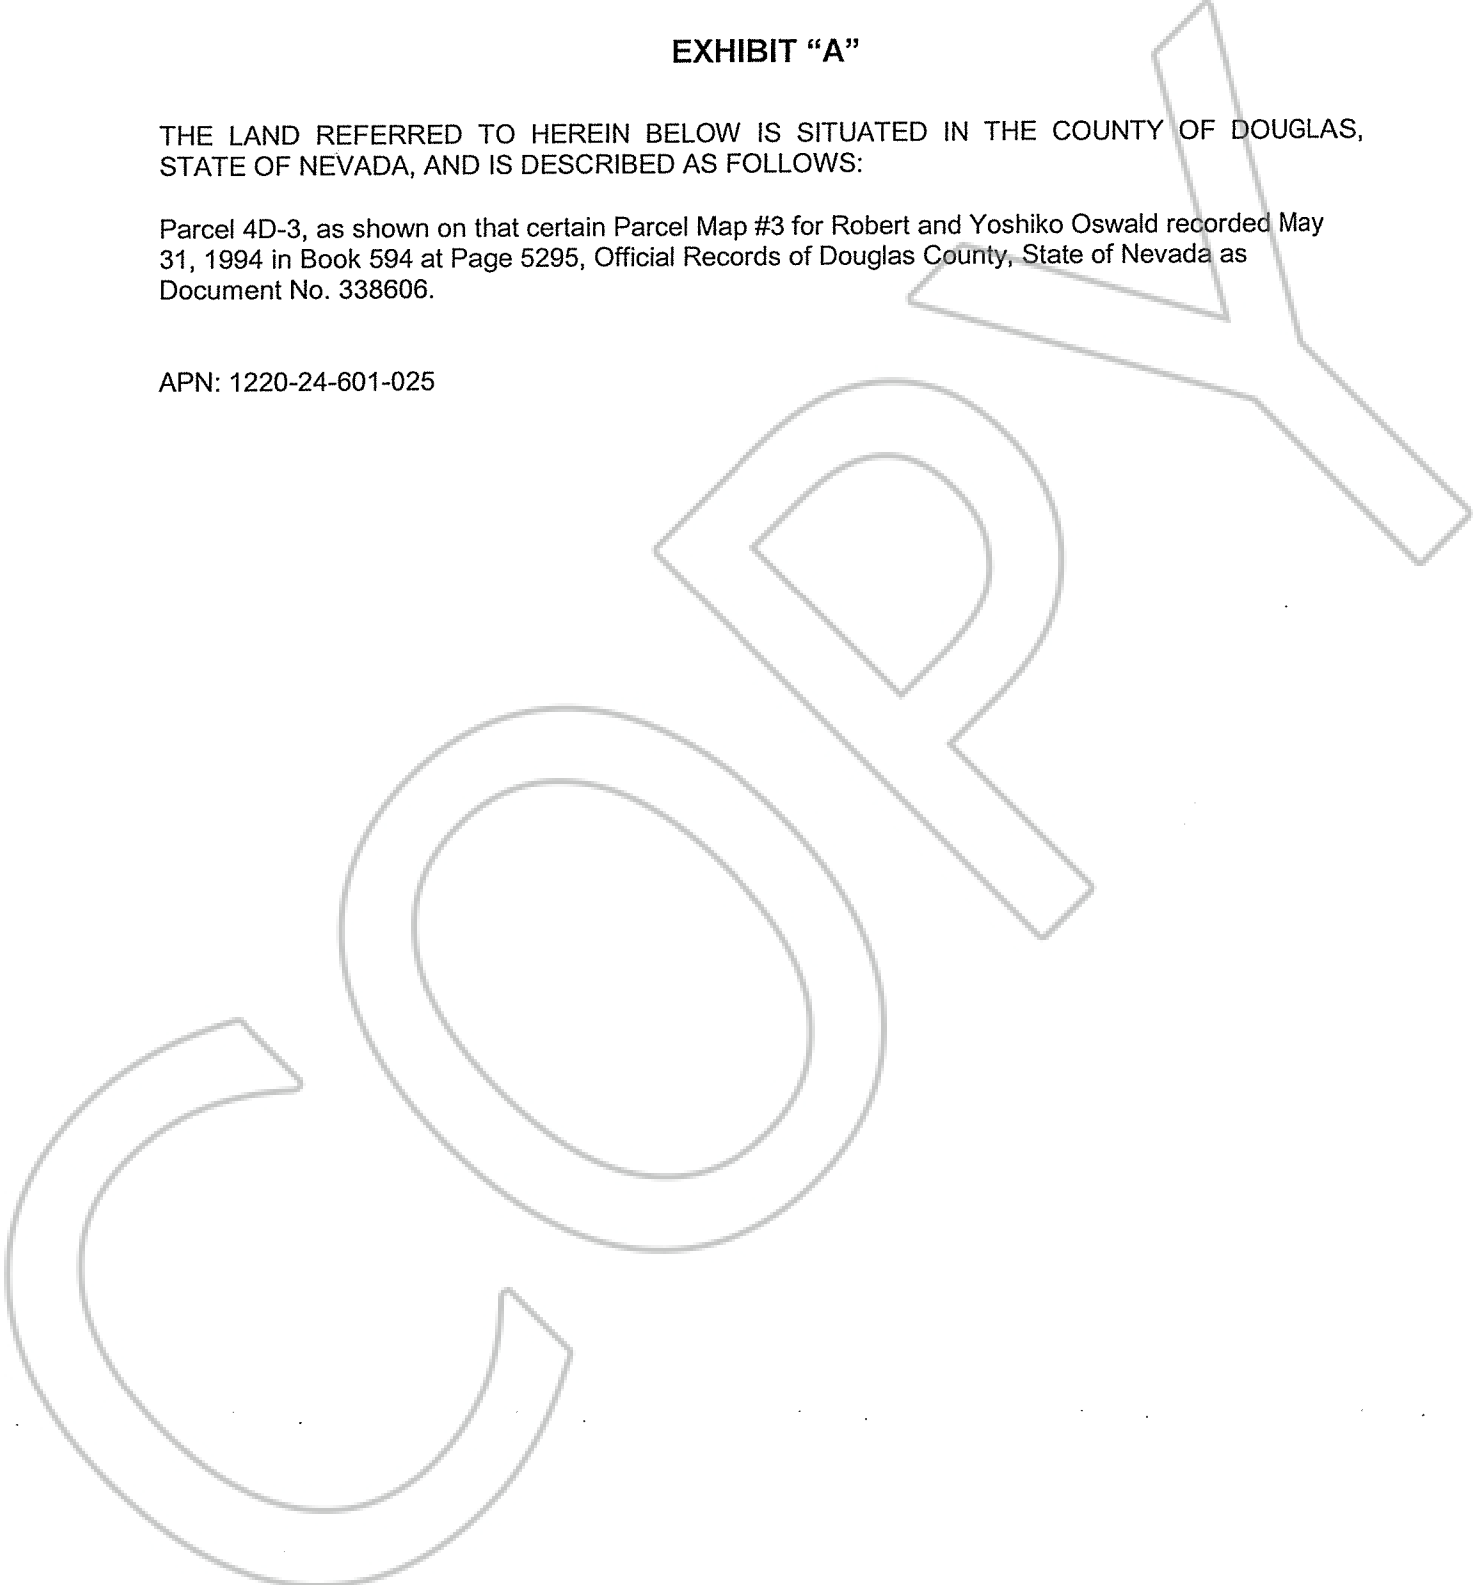 EXHIBIT “A”
THE LAND REFERRED TO HEREIN BELOW IS SITUATED IN THE COUNTY OF DOUGLAS,
STATE OF NEVADA, AND IS DESCRIBED AS FOLLOWS:
Parcel 4D-3, as shown on that certain Parcel Map #3 for Robert and Yoshiko Oswald recorded May
31, 1994 in Book 594 at Page 5295, Official Records of Douglas County, State of Nevada as
Document No. 338606.
APN: 1220-24-601-025
COPY